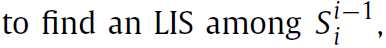 to find an LIS among $S_i^{i-1}$,